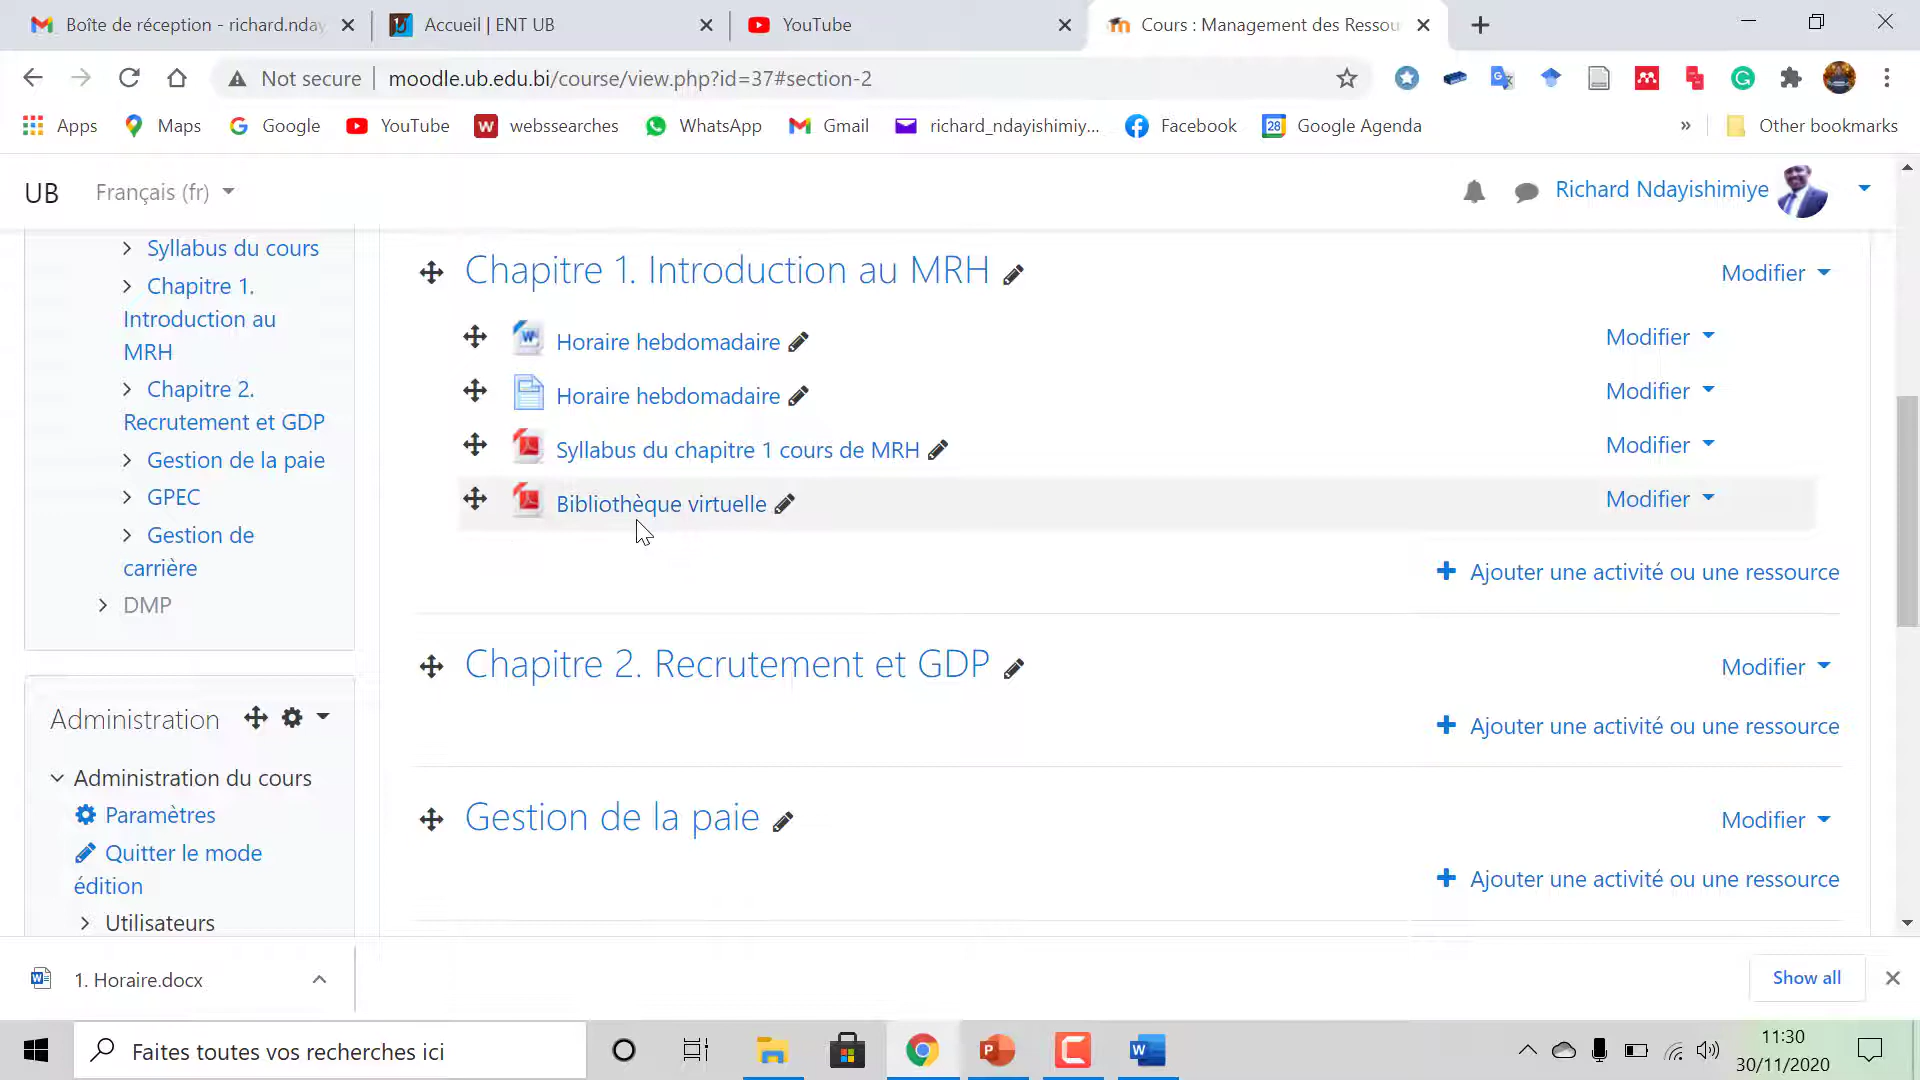 Boîte de réception - richard.nday
Accueil | ENT UB
YouTube
Cours : Management des Ressou
Not secure
moodle.ub.edu.bi/course/view.php?id=37#section-2
Apps
Maps
Google
YouTube
webssearches
WhatsApp
Gmail
richard_ndayishimiy...
Facebook
28
Google Agenda
»
Other bookmarks
UB
Français (fr)
Richard Ndayishimiye
Syllabus du cours
Chapitre 1.
Introduction au
MRH
Chapitre 2.
Recrutement et GDP
Gestion de la paie
GPEC
Gestion de
carrière
DMP
Administration
Administration du cours
Paramètres
Quitter le mode
édition
Utilisateurs
Chapitre 1. Introduction au MRH
Modifier
Horaire hebdomadaire
Modifier
Horaire hebdomadaire
Modifier
Syllabus du chapitre 1 cours de MRH
Modifier
Bibliothèque virtuelle
Modifier
Ajouter une activité ou une ressource
Chapitre 2. Recrutement et GDP
Modifier
Ajouter une activité ou une ressource
Gestion de la paie
Modifier
Ajouter une activité ou une ressource
1. Horaire.docx
Show all
Faites toutes vos recherches ici
11:30
30/11/2020